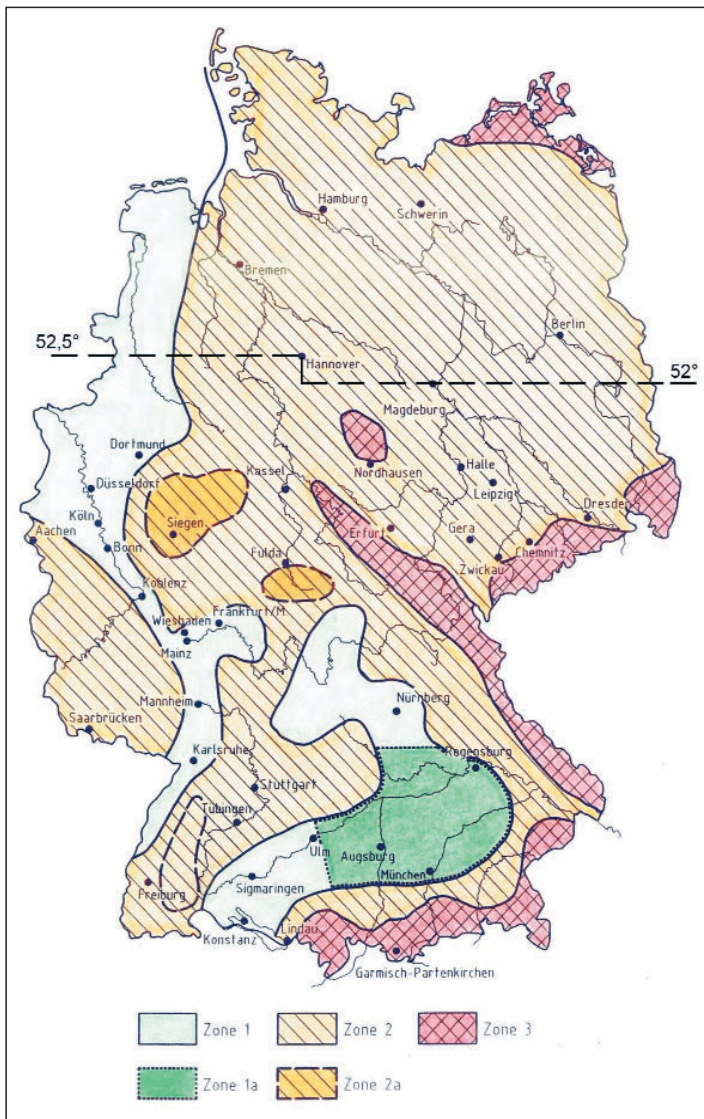 Hamburg
Schwerin
Bremen
Berlin
52,5°
Hannover
52°
Magdeburg
Dortmund
Nordhausen
Halle
Kassel
Düsseldorf
Leipzig
Siegen
Dresden
Köln
Erfurt
Gera
Aachen
Chemnitz
Bonn
Fulda
Zwickau
Koblenz
Frankfurt/M.
Wiesbaden
Mainz
Mannheim
Nürnberg
Saarbrücken
Karlsruhe
Regensburg
Stuttgart
Tübingen
Ulm
Augsburg
München
Freiburg
Sigmaringen
Konstanz
Lindau
Garmisch-Partenkirchen
Zone 1
Zone 2
Zone 3
Zone 1a
Zone 2a